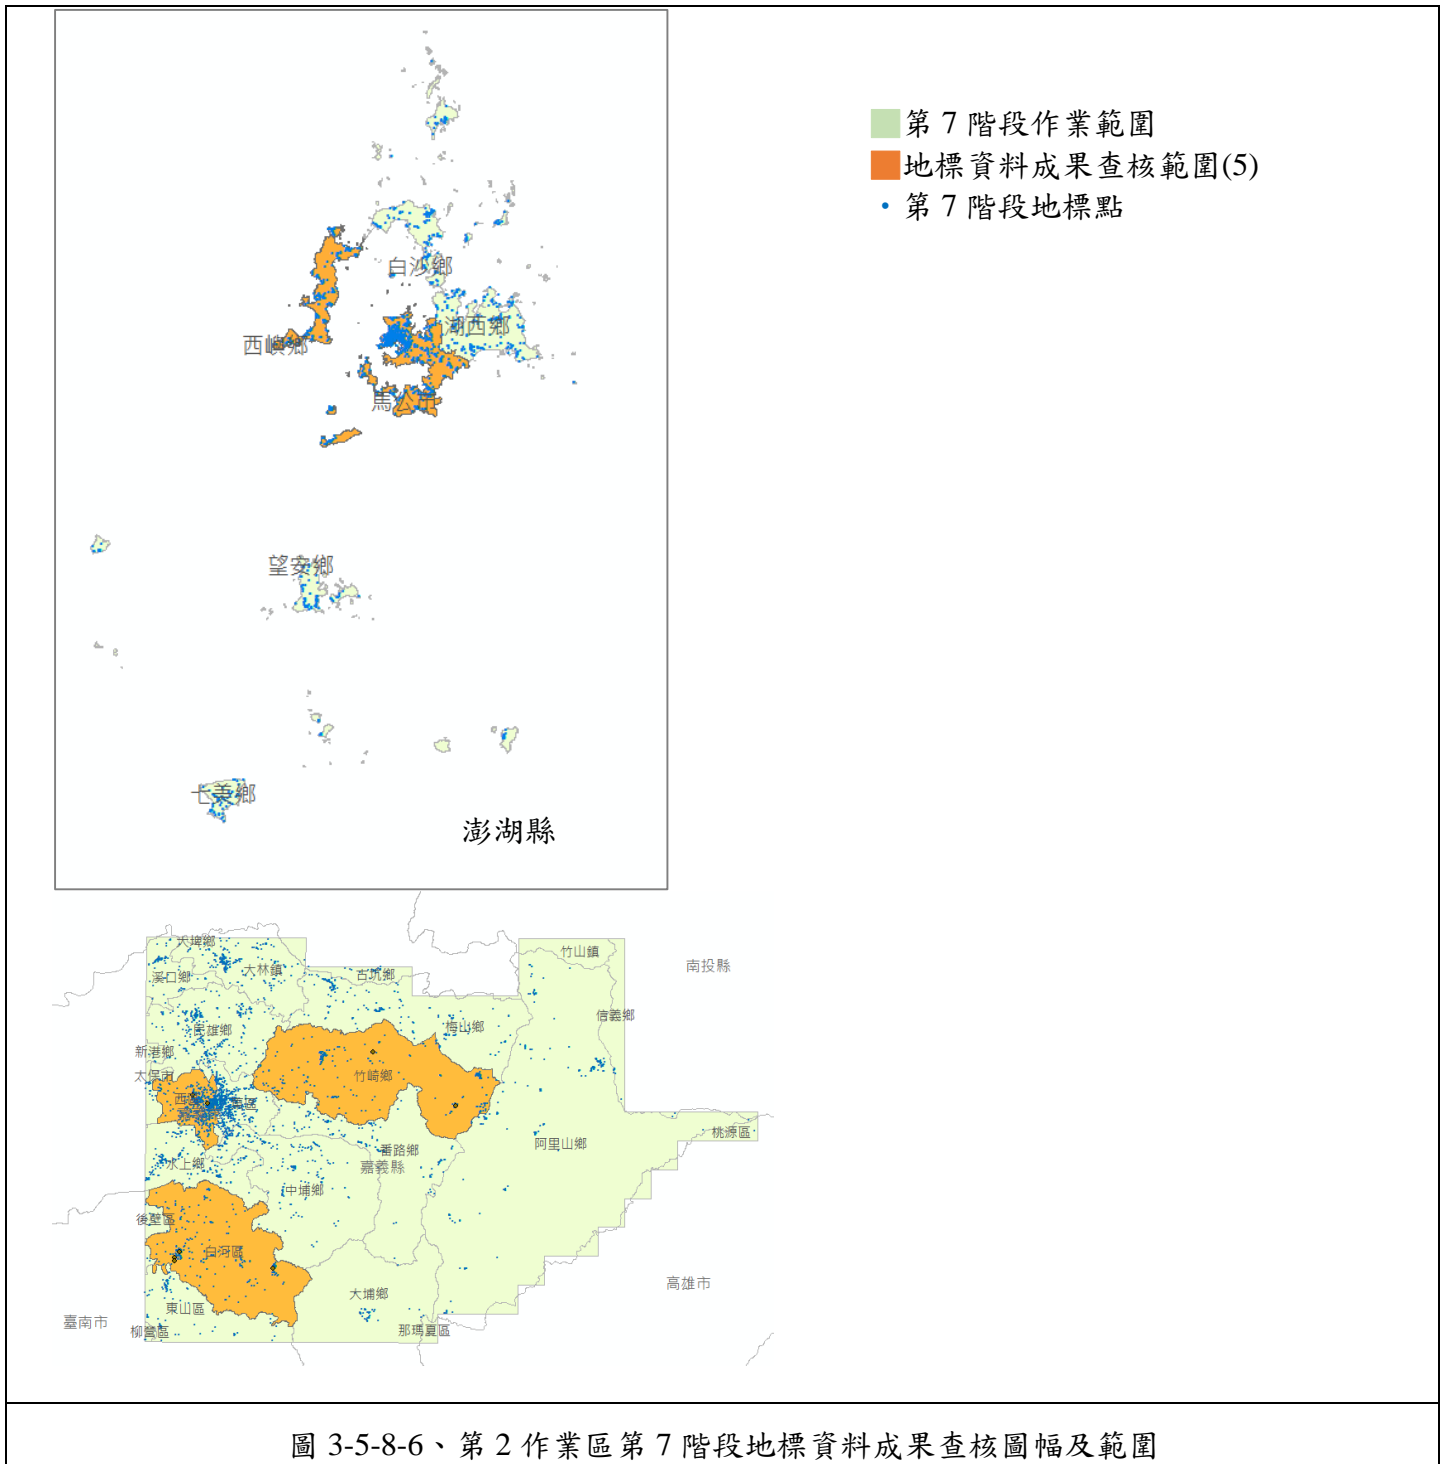 第 7 階段作業範圍
地標資料成果查核範圍(5)
第 7 階段地標點
白沙鄉
湖西鄉
西嶼鄉
馬公市
望安鄉
七美鄉
澎湖縣
大埤鄉
竹山鎮
南投縣
溪口鄉
大林鎮
古坑鄉
信義鄉
民雄鄉
梅山鄉
新港鄉
太保市
竹崎鄉
桃源區
番路鄉
阿里山鄉
水上鄉
嘉義縣
中埔鄉
後壁區
白河區
高雄市
大埔鄉
東山區
臺南市
柳營區
那瑪夏區
圖 3-5-8-6、第 2 作業區第 7 階段地標資料成果查核圖幅及範圍